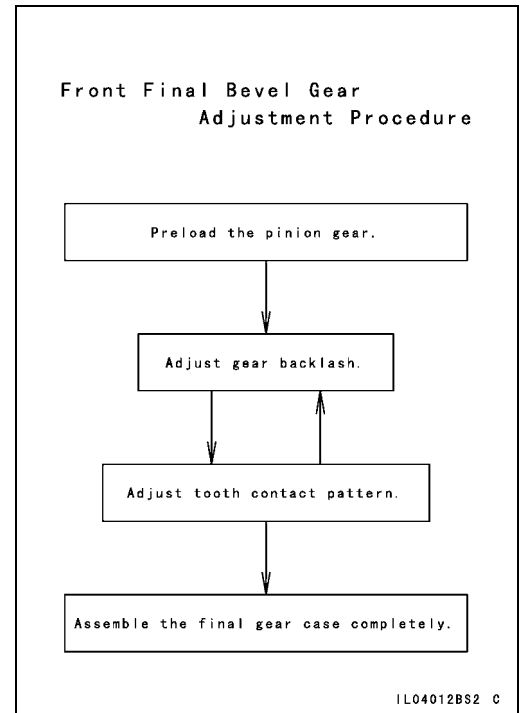 Front Final Bevel Gear
Adjustment Procedure
Preload the pinion gear.
Adjust gear backlash.
Adjust tooth contact pattern.
Assemble the final gear case completely.
IL04012BS2 C